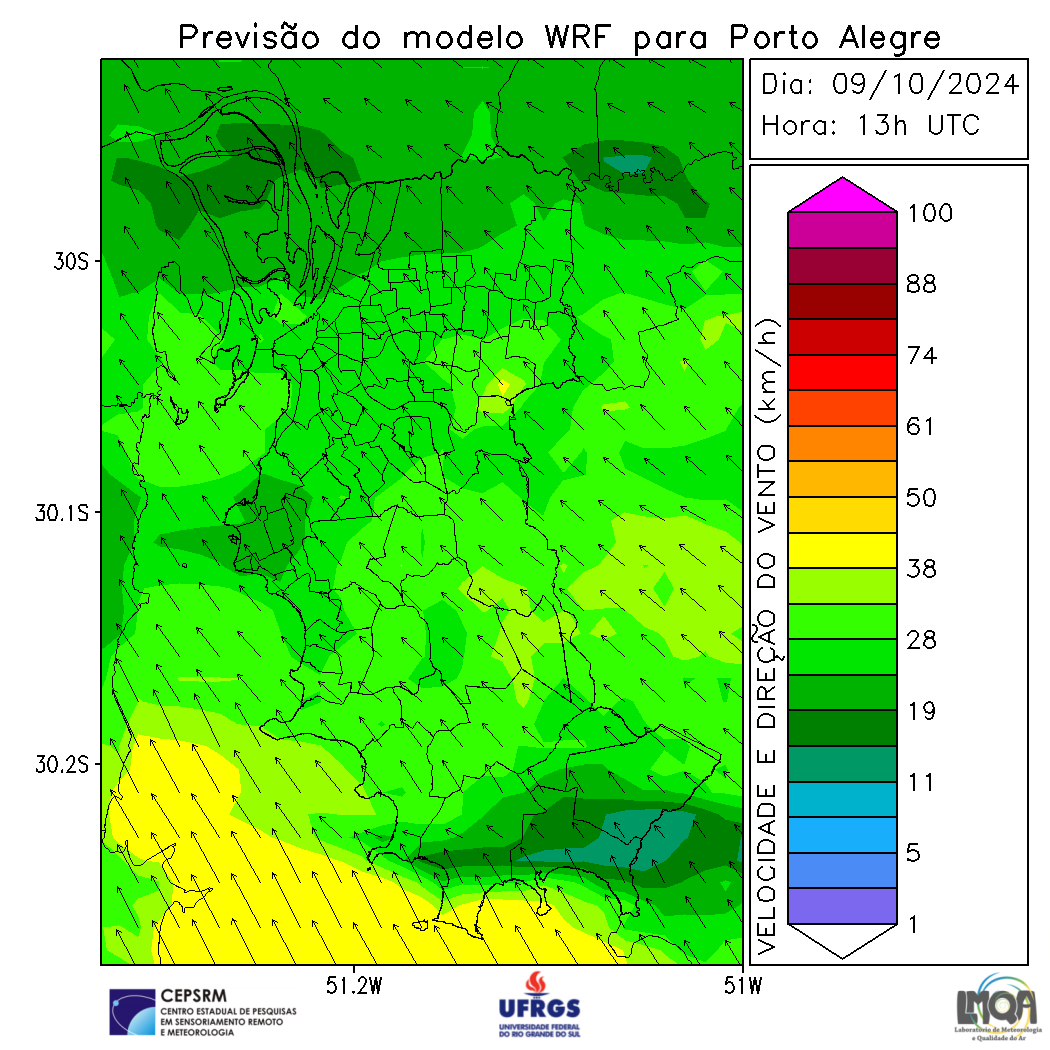 Previsão do modelo WRF para Porto Alegre
Dia: 09/10/2024
Hora: 13h UTC
30S
30.1S
30.2S
51.2W
51W
VELOCIDADE E DIREÇÃO DO VENTO (km/h)
100
88
74
61
50
38
28
19
11
5
1
CEPSRM
CENTRO ESTADUAL DE PESQUISAS
EM SENSORIAMENTO REMOTO
E METEOROLOGIA
UFRGS
UNIVERSIDADE FEDERAL
DO RIO GRANDE DO SUL
LMQA
Laboratório de Meteorologia
e Qualidade do Ar